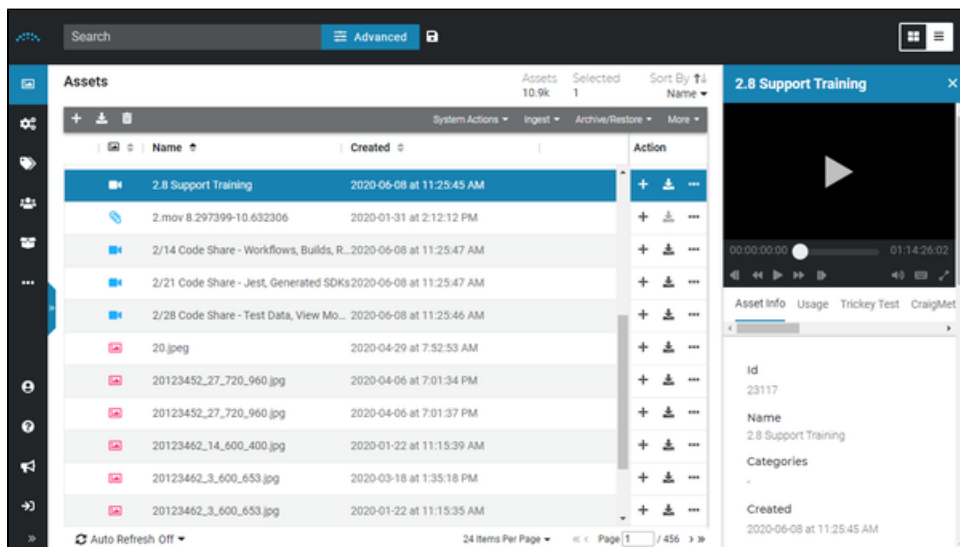 Search
Advanced
Assets
Assets
10.9k
Selected
1
Sort By
Name
System Actions
Ingest
Archive/Restore
More
Name
Created
Action
2.8 Support Training
2020-06-08 at 11:25:45 AM
2.mov 8.297399-10.632306
2020-01-31 at 2:12:12 PM
2/14 Code Share - Workflows, Builds, R...
2020-06-08 at 11:25:47 AM
2/21 Code Share - Jest, Generated SDKs
2020-06-08 at 11:25:47 AM
2/28 Code Share - Test Data, View Mo...
2020-06-08 at 11:25:46 AM
20.jpeg
2020-04-29 at 7:52:53 AM
20123452_27_720_960.jpg
2020-04-06 at 7:01:34 PM
20123452_27_720_960.jpg
2020-04-06 at 7:01:37 PM
20123462_14_600_400.jpg
2020-01-22 at 11:15:39 AM
20123462_3_600_653.jpg
2020-03-18 at 1:35:18 PM
20123462_3_600_653.jpg
2020-01-22 at 11:15:35 AM
Auto Refresh Off
24 Items Per Page
Page 1 / 456
2.8 Support Training
00:00:00:00
01:14:26:02
Asset Info
Usage
Trickey Test
CraigMet
Id
23117
Name
2.8 Support Training
Categories
-
Created
2020-06-08 at 11:25:45 AM